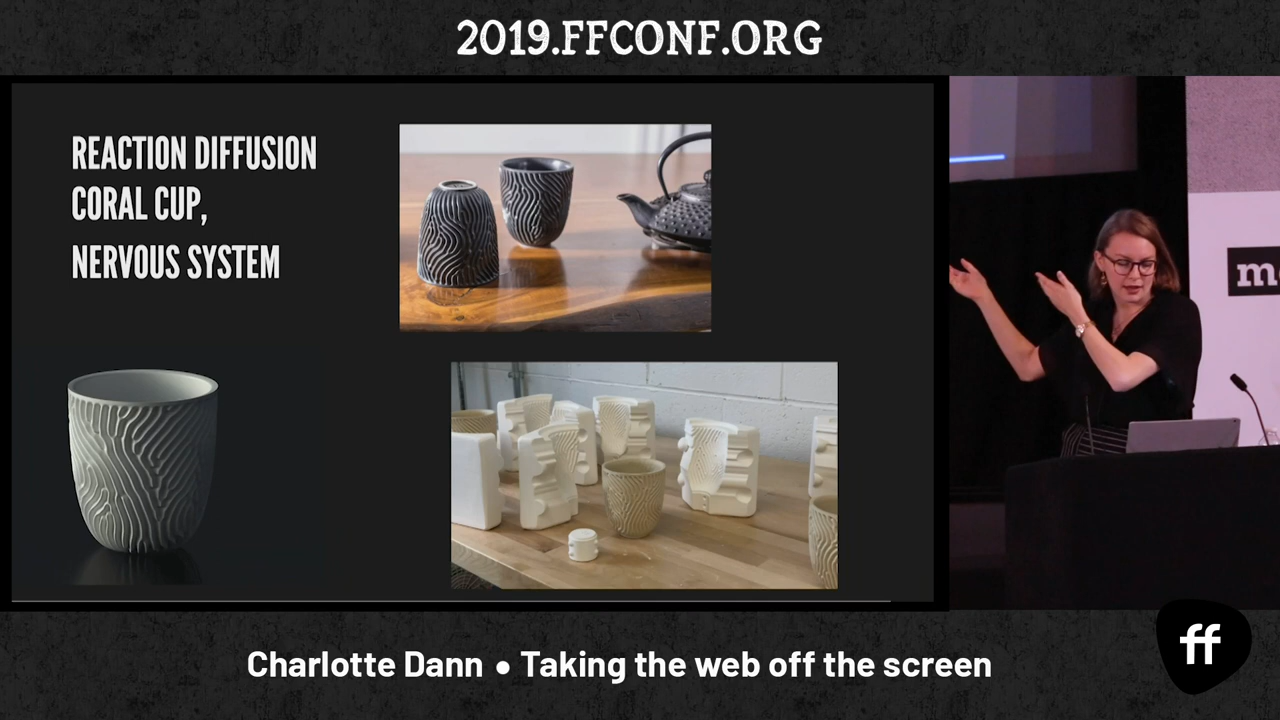 2019.FFCONF.ORG
REACTION DIFFUSION
CORAL CUP,
NERVOUS SYSTEM
ff
Charlotte Dann • Taking the web off the screen